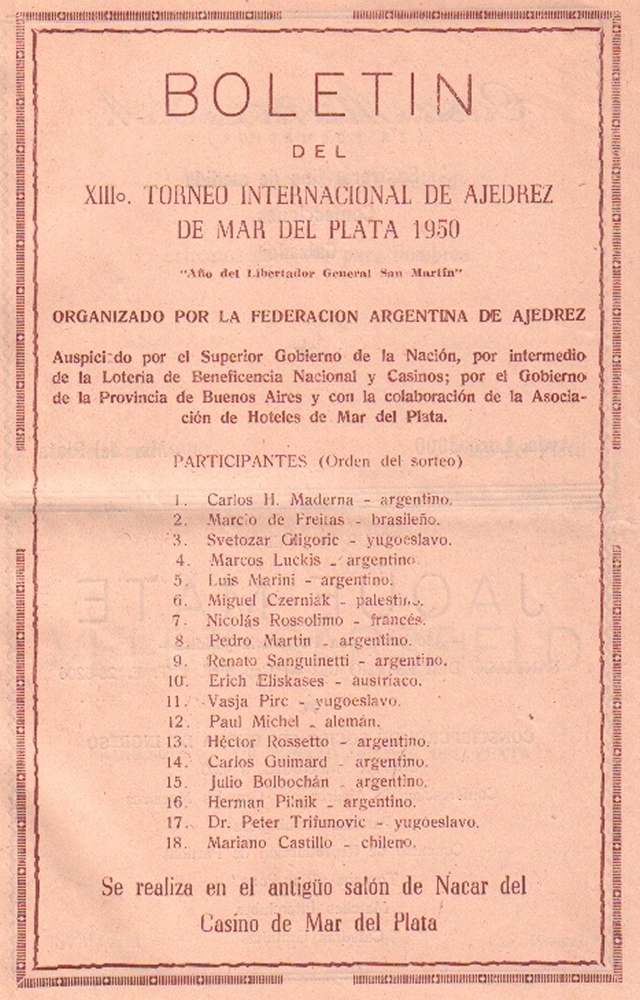 BOLETIN
DEL
XIIIo. TORNEO INTERNACIONAL DE AJEDREZ
DE MAR DEL PLATA 1950
"Año del Libertador General San Martín"
ORGANIZADO POR LA FEDERACION ARGENTINA DE AJEDREZ
Auspiciado por el Superior Gobierno de la Nación, por intermedio
de la Lotería de Beneficencia Nacional y Casinos; por el Gobierno
de la Provincia de Buenos Aires y con la colaboración de la Asocia-
ción de Hoteles de Mar del Plata.
PARTICIPANTES (Orden del sorteo)
1. Carlos H. Maderna - argentino.
2. Marcio de Freitas - brasileño.
3. Svetozar Gligoric - yugoeslavo.
4. Marcos Luckis - argentino
5. Luis Marini - argentino.
6. Miguel Czerniak - palestino.
7. Nicolás Rossolimo - francés.
8. Pedro Martin - argentino.
9. Renato Sanguinetti - argentino.
10. Erich Eliskases - austríaco.
11. Vasja Pirc - yugoeslavo.
12. Paul Michel - alemán.
13. Héctor Rossetto - argentino.
14. Carlos Guimard - argentino.
15. Julio Bolbochán - argentino.
16. Herman Pilnik - argentino.
17. Dr. Peter Trifunovic - yugoeslavo.
18. Mariano Castillo - chileno.
Se realiza en el antigüo salón de Nacar del
Casino de Mar del Plata